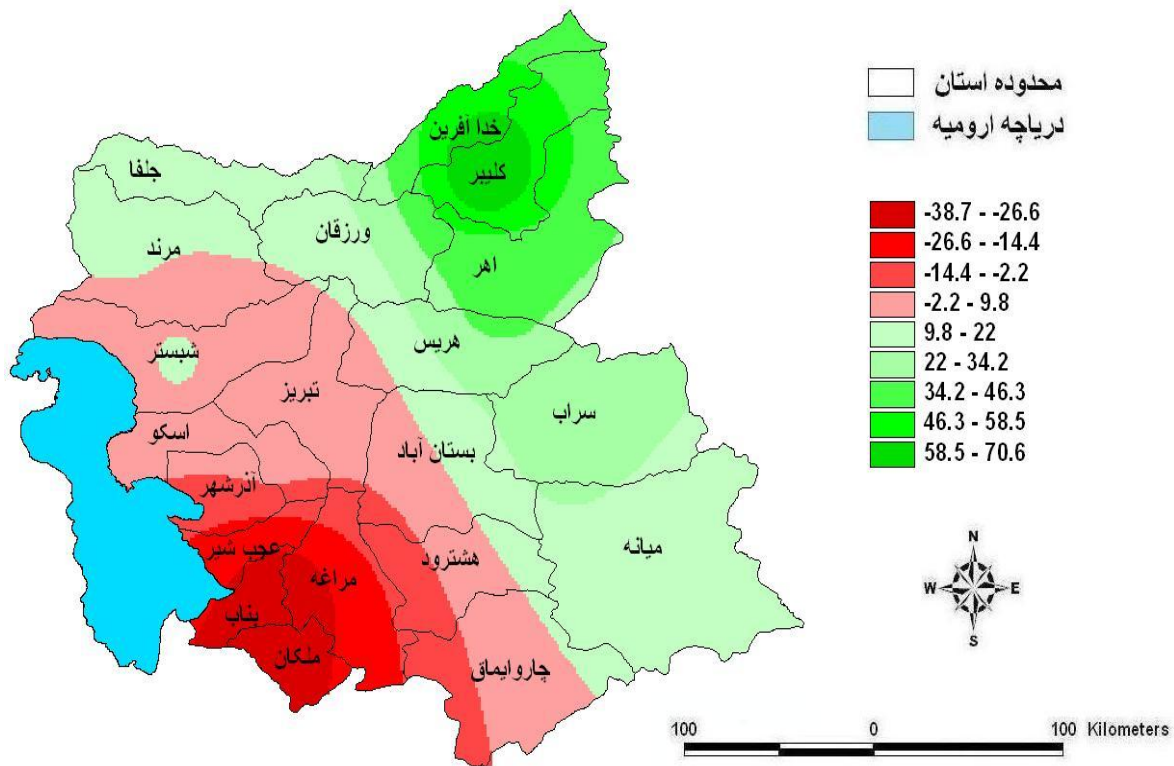 محدوده استان
دریاچه ارومیه
-38.7 - -26.6
-26.6 - -14.4
-14.4 - -2.2
-2.2 - 9.8
9.8 - 22
22 - 34.2
34.2 - 46.3
46.3 - 58.5
58.5 - 70.6
خدا آفرین
کلیبر
جلفا
ورزقان
مرند
اهر
هریس
شبستر
تبریز
سراب
اسکو
بستان آباد
آذرشهر
میانه
عجب شیر
هشترود
مراغه
بناب
ملکان
چاروایماق
N
W E
S
100 0 100 Kilometers